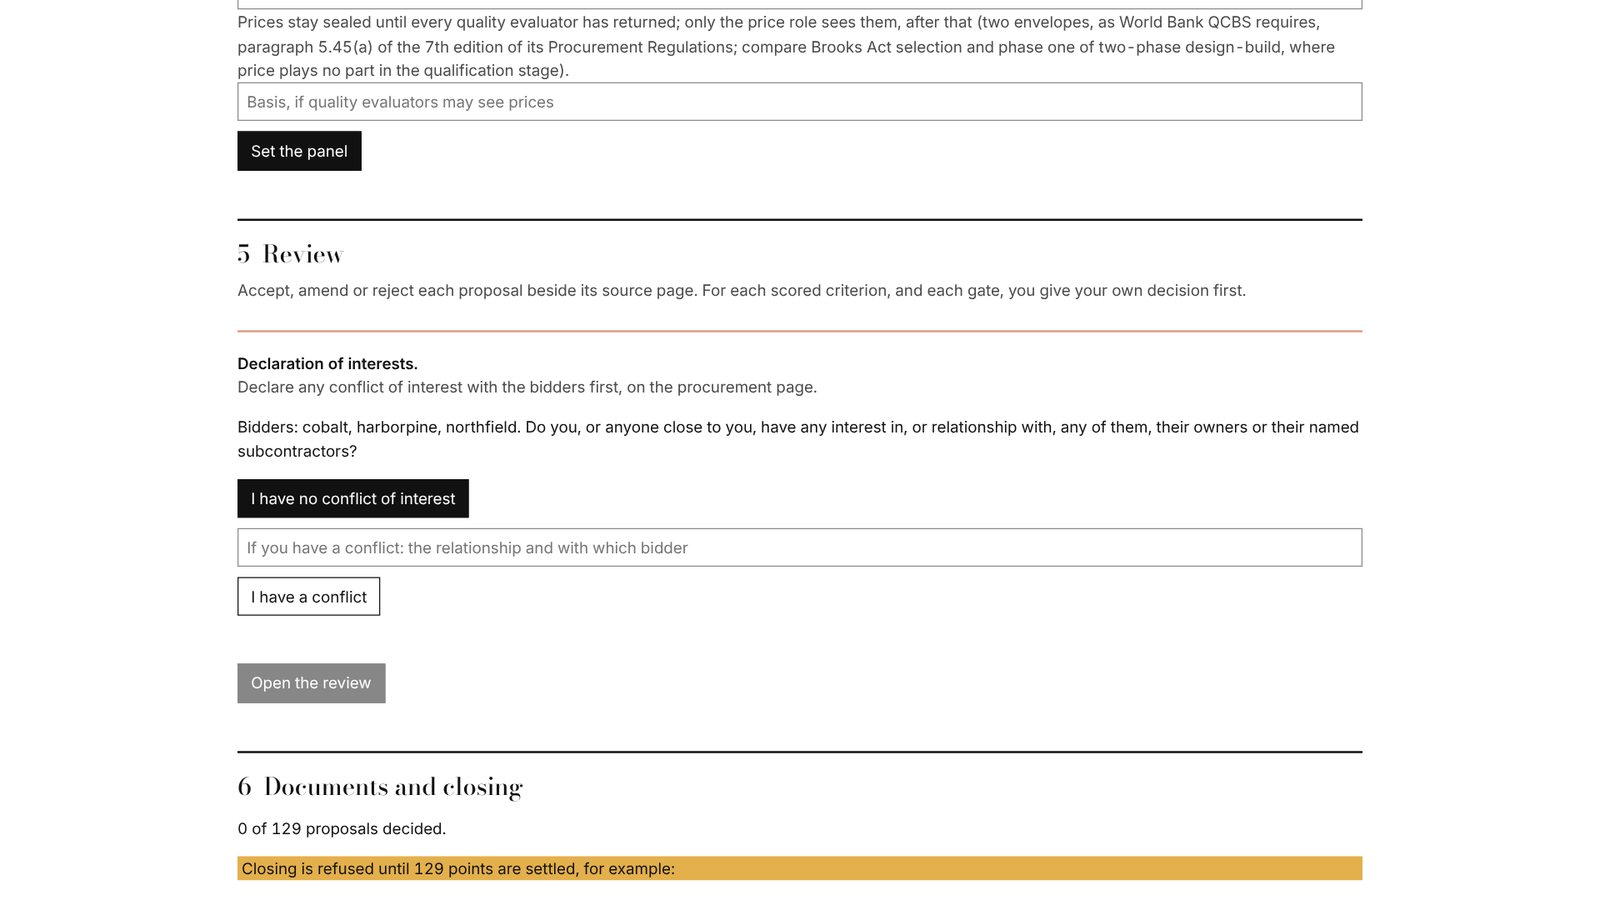 Prices stay sealed until every quality evaluator has returned; only the price role sees them, after that (two envelopes, as World Bank QCBS requires,
paragraph 5.45(a) of the 7th edition of its Procurement Regulations; compare Brooks Act selection and phase one of two-phase design-build, where
price plays no part in the qualification stage).
Basis, if quality evaluators may see prices
Set the panel
5 Review
Accept, amend or reject each proposal beside its source page. For each scored criterion, and each gate, you give your own decision first.
Declaration of interests.
Declare any conflict of interest with the bidders first, on the procurement page.
Bidders: cobalt, harborpine, northfield. Do you, or anyone close to you, have any interest in, or relationship with, any of them, their owners or their named
subcontractors?
I have no conflict of interest
If you have a conflict: the relationship and with which bidder
I have a conflict
Open the review
6 Documents and closing
0 of 129 proposals decided.
Closing is refused until 129 points are settled, for example: